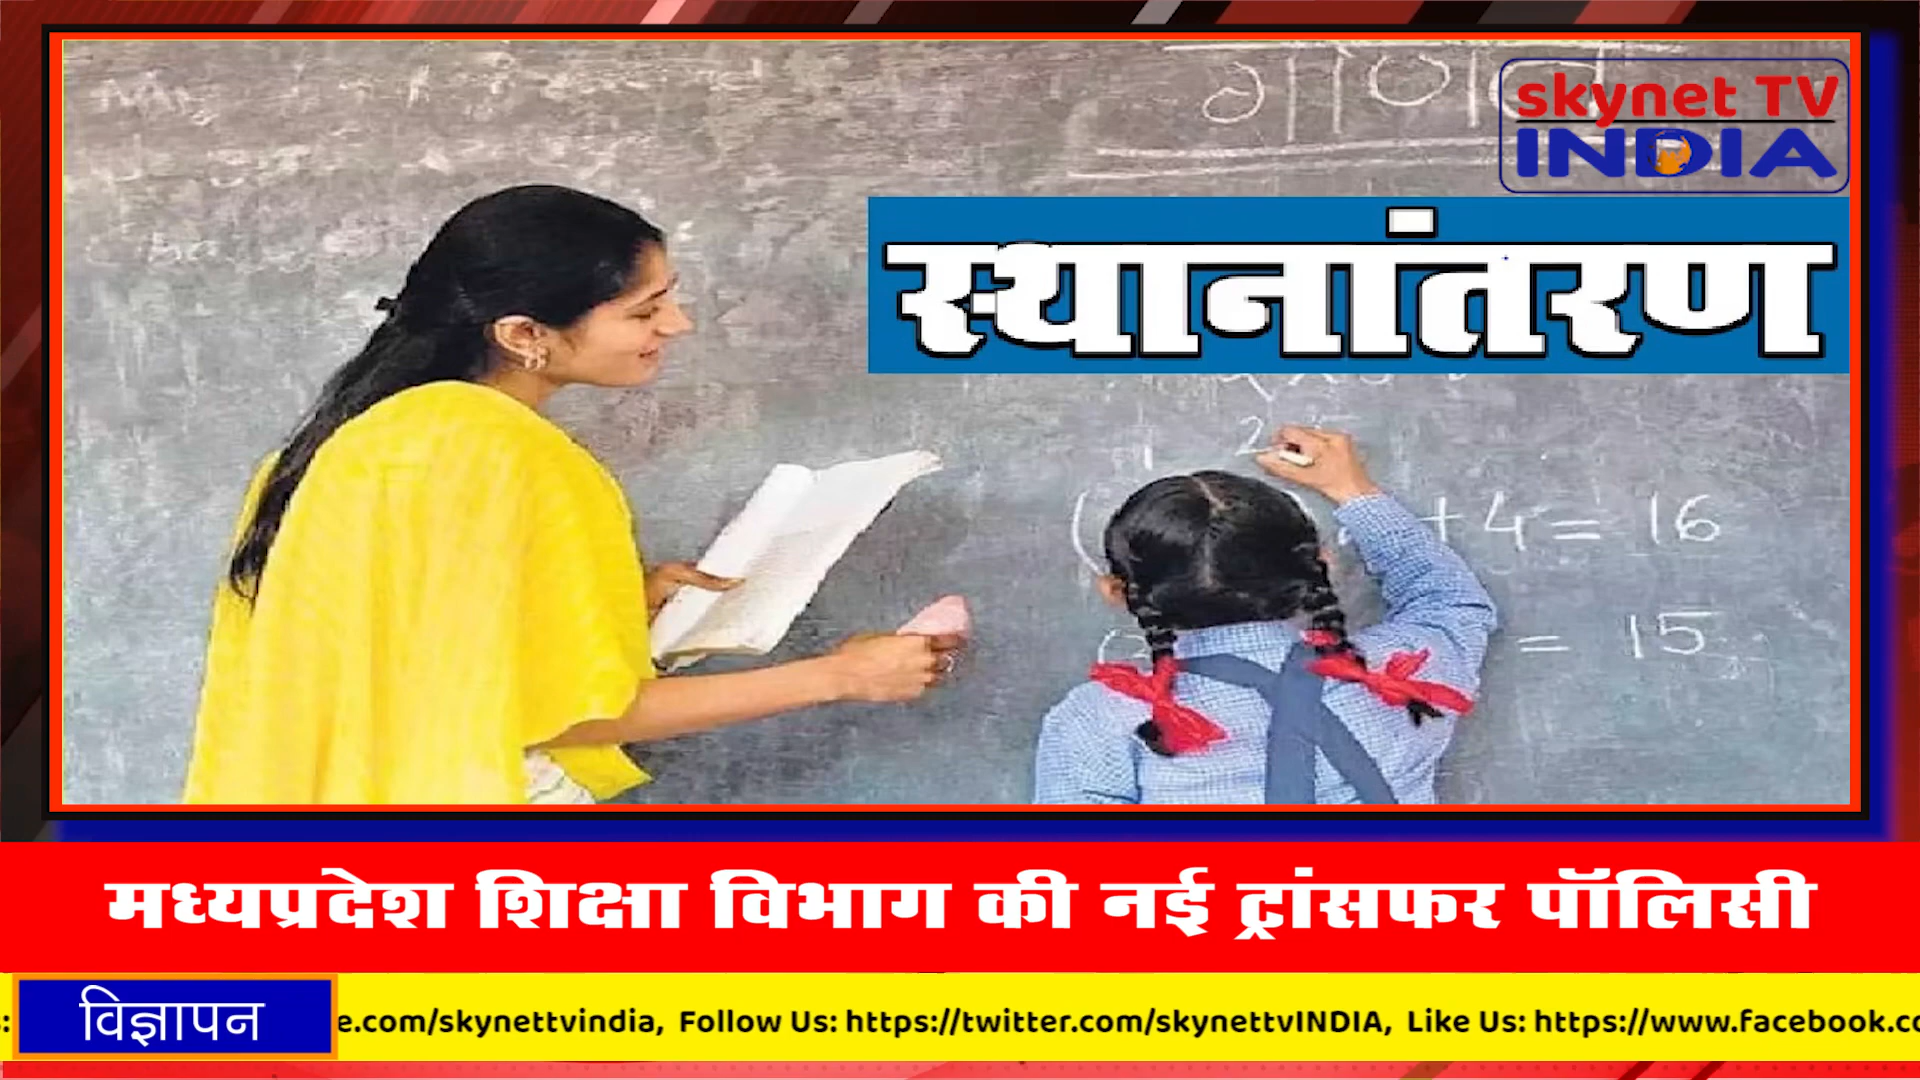 गणित
skynet TV
INDIA
स्थानांतरण
+ 4 = 16
= 15
मध्यप्रदेश शिक्षा विभाग की नई ट्रांसफर पॉलिसी
विज्ञापन
e.com/skynettvindia, Follow Us: https://twitter.com/skynettvINDIA, Like Us: https://www.facebook.co